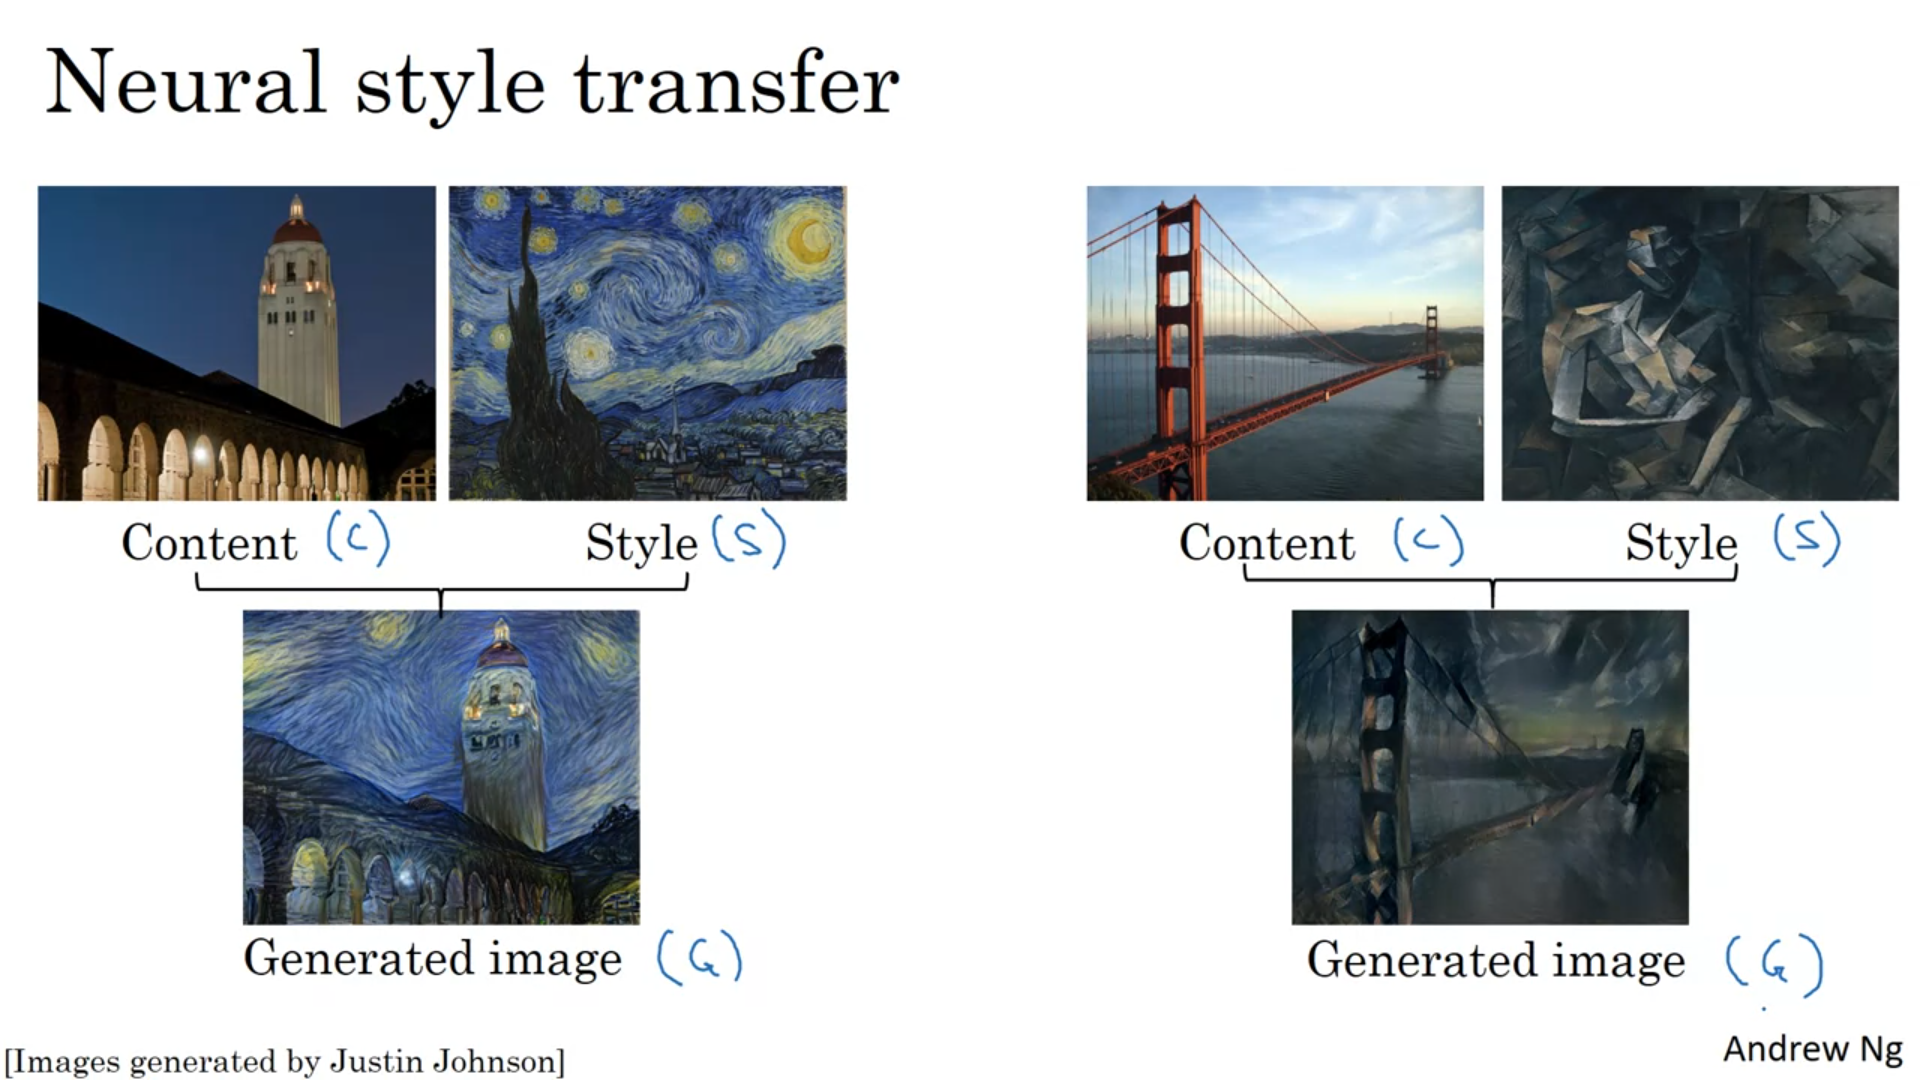 Neural style transfer
Content (C) Style (S)
Content (C) Style (S)
Generated image (G)
Generated image (G)
[Images generated by Justin Johnson]
Andrew Ng